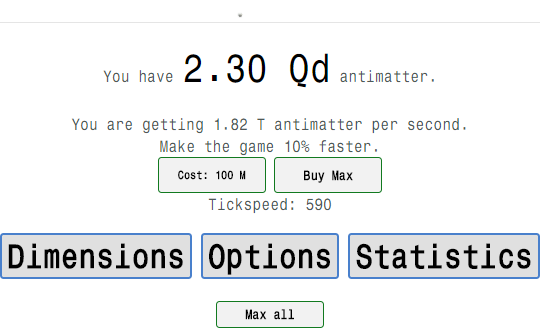 You have 2.30 Qd antimatter.
You are getting 1.82 T antimatter per second.
Make the game 10% faster.
Cost: 100 M Buy Max
Tickspeed: 590
Dimensions Options Statistics
Max all